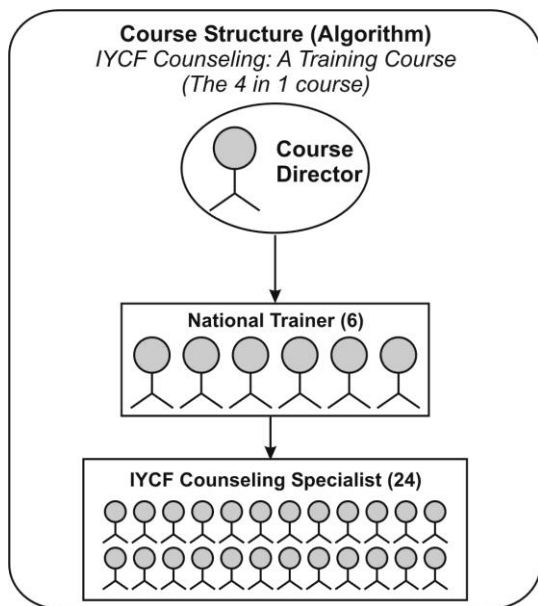 Course Structure (Algorithm)
IYCF Counseling: A Training Course
(The 4 in 1 course)
Course
Director
National Trainer (6)
IYCF Counseling Specialist (24)